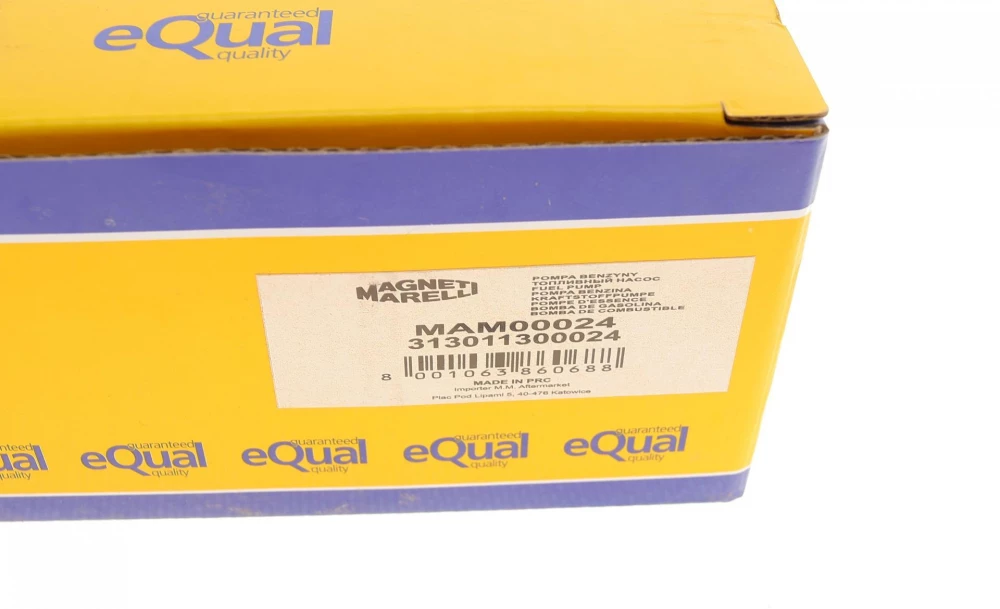 guaranteed
eQual
quality
MAGNETI
MARELLI
POMPA BENZYNY
ТОПЛИВНЫЙ НАСОС
FUEL PUMP
POMPA BENZINA
KRAFTSTOFFPUMPE
POMPE D'ESSENCE
BOMBA DE GASOLINA
BOMBA DE COMBUSTIBLE
MAM00024
313011300024
8 001063 860688
MADE IN PRC
Importer M.M. Aftermarket
Plac Pod Lipami 5, 40-476 Katowice
guaranteed
eQual
quality
guaranteed
eQual
quality
guaranteed
eQual
quality
guaranteed
eQual
quality